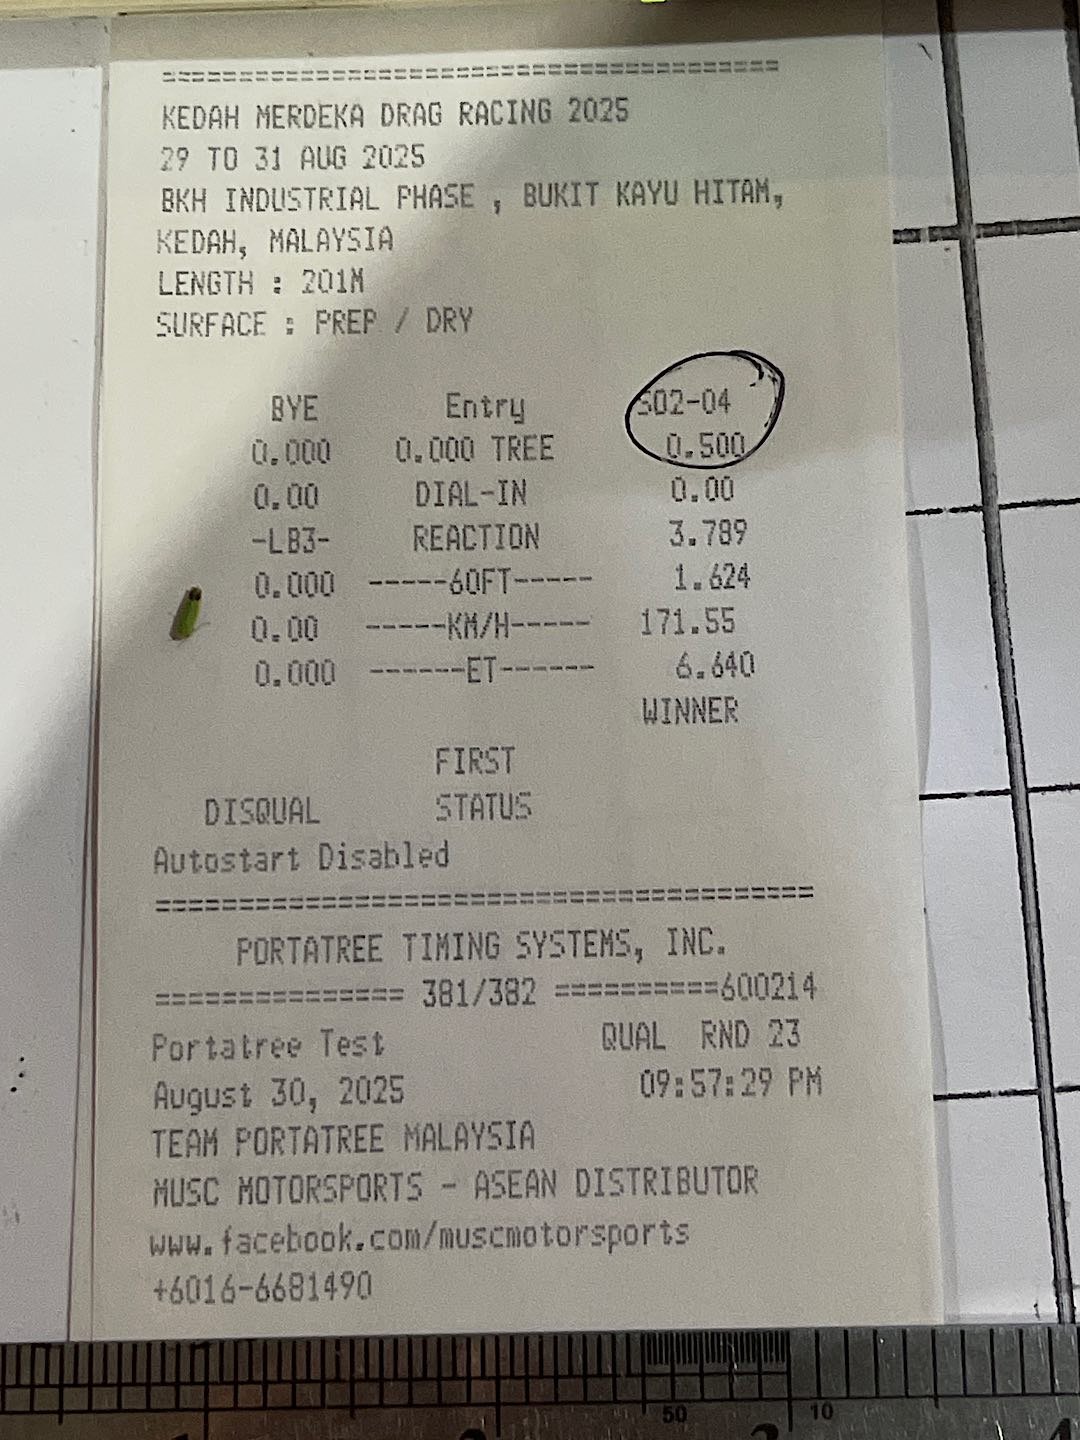 =======================================
KEDAH MERDEKA DRAG RACING 2025
29 TO 31 AUG 2025
BKH INDUSTRIAL PHASE , BUKIT KAYU HITAM,
KEDAH, MALAYSIA
LENGTH : 201M
SURFACE : PREP / DRY
BYE Entry S02-04
0.000 0.000 TREE 0.500
0.00 DIAL-IN 0.00
-LB3- REACTION 3.789
0.000 -----60FT----- 1.624
0.00 -----KM/H----- 171.55
0.000 ------ET------ 6.640
WINNER
FIRST
DISQUAL STATUS
Autostart Disabled
========================================
PORTATREE TIMING SYSTEMS, INC.
=============== 381/382 ==========600214
Portatree Test QUAL RND 23
August 30, 2025 09:57:29 PM
TEAM PORTATREE MALAYSIA
MUSC MOTORSPORTS - ASEAN DISTRIBUTOR
www.facebook.com/muscmotorsports
+6016-6681490
50 10